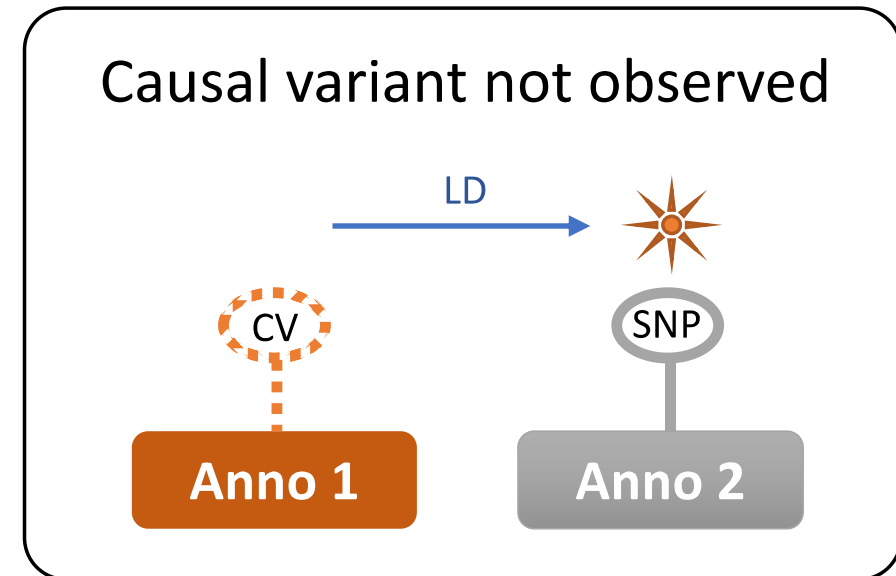 Causal variant not observed
LD
CV
SNP
Anno 1
Anno 2